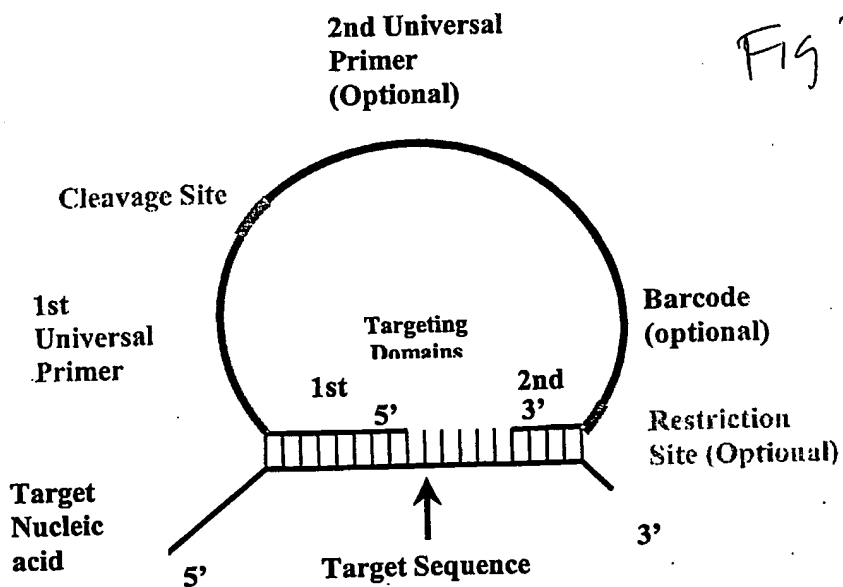 2nd Universal
Primer
(Optional)
Fig
Cleavage Site
1st
Universal
Primer
Targeting
Domains
Barcode
(optional)
1st
5’
2nd
3’
Restriction
Site (Optional)
Target
Nucleic
acid
5’
Target Sequence
3’